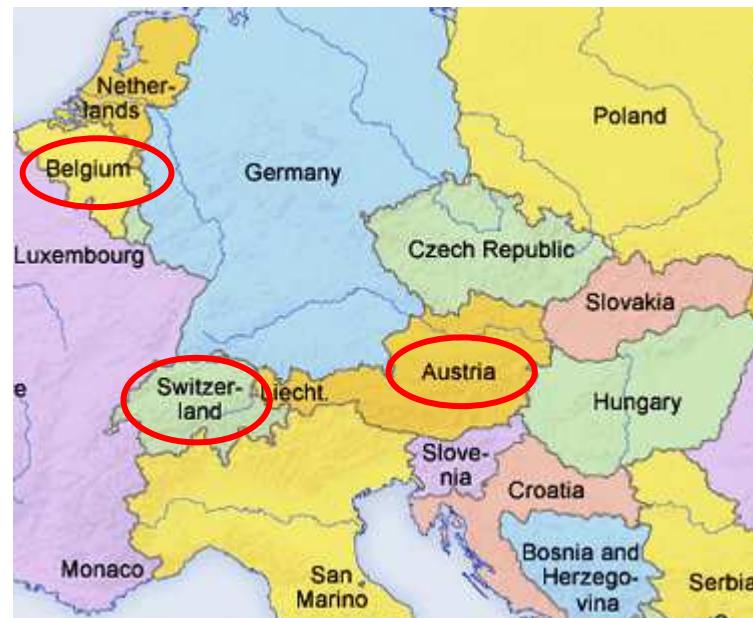 Nether-
lands
Poland
Belgium
Germany
Luxembourg
Czech Republic
Slovakia
Switzer-
land
Liecht.
Austria
e
Hungary
Slove-
nia
Croatia
Monaco
San
Marino
Bosnia and
Herzego-
vina
Serbia